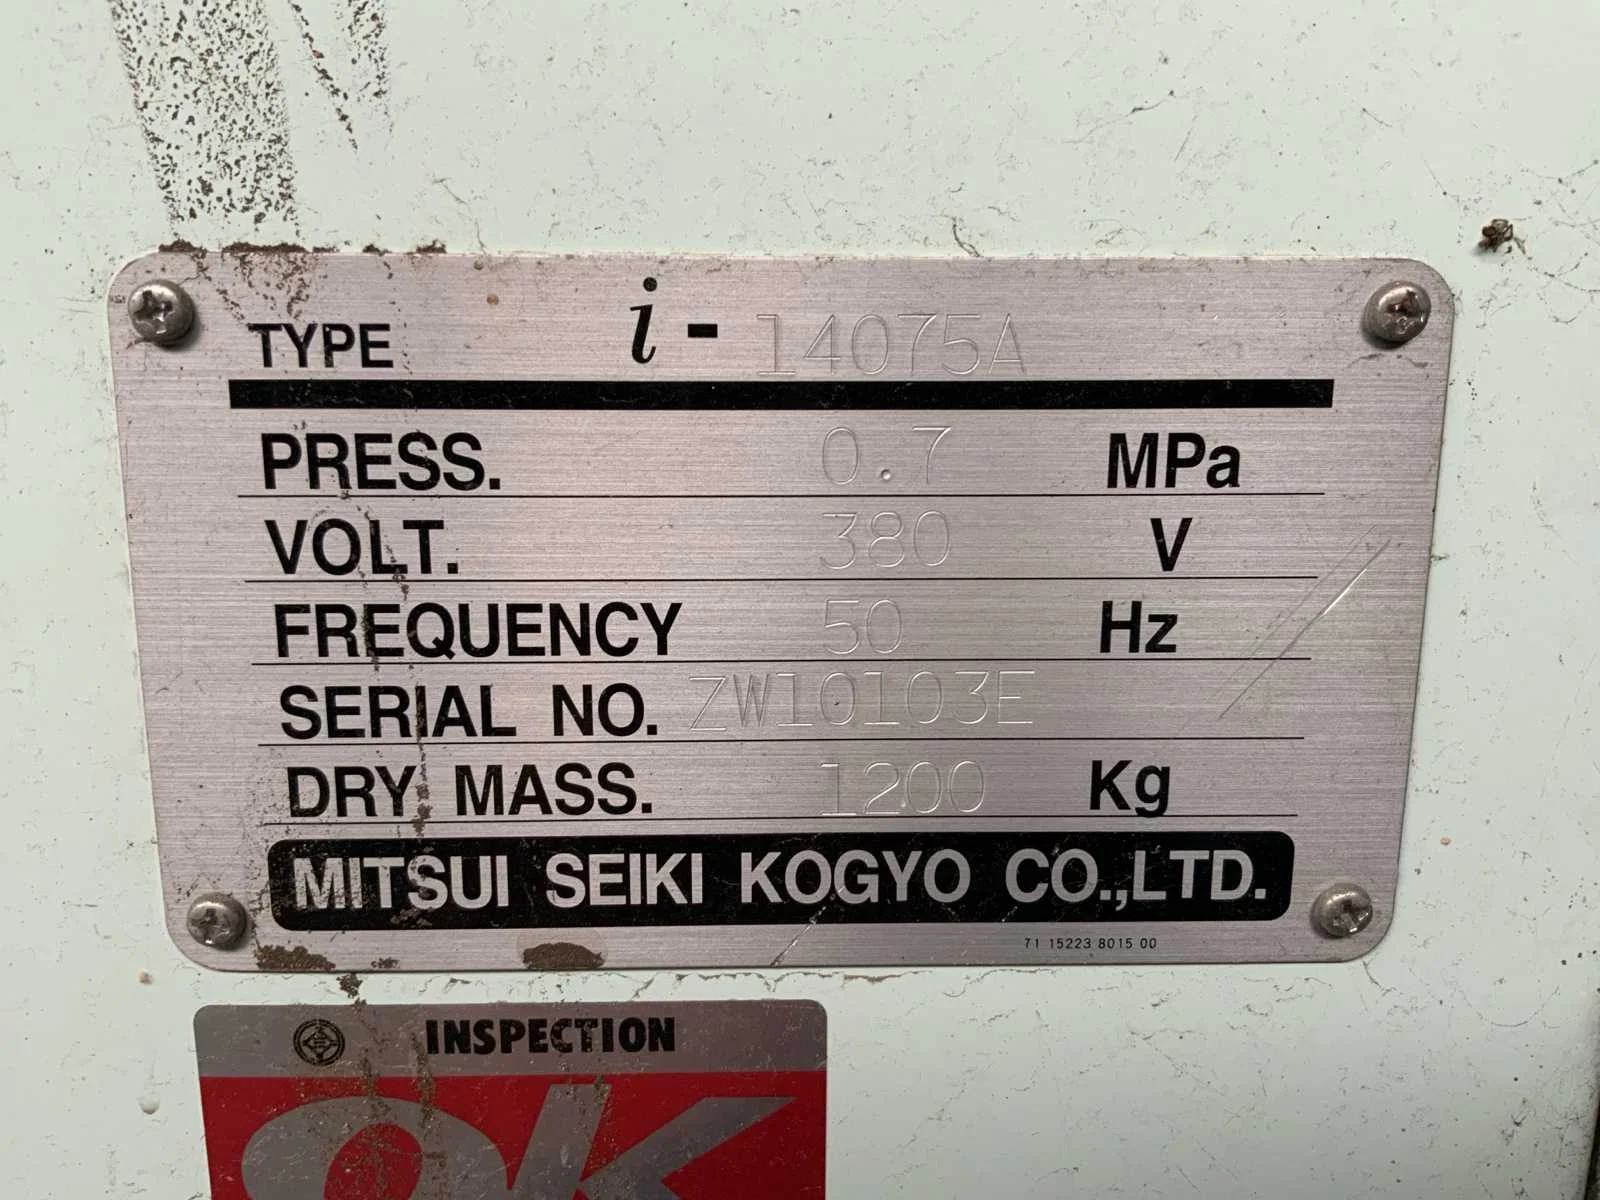 TYPE i - 14075A
PRESS. 0.7 MPa
VOLT. 380 V
FREQUENCY 50 Hz
SERIAL NO. ZW10103E
DRY MASS. 1200 Kg
MITSUI SEIKI KOGYO CO.,LTD.
71 15223 8015 00
INSPECTION
OK